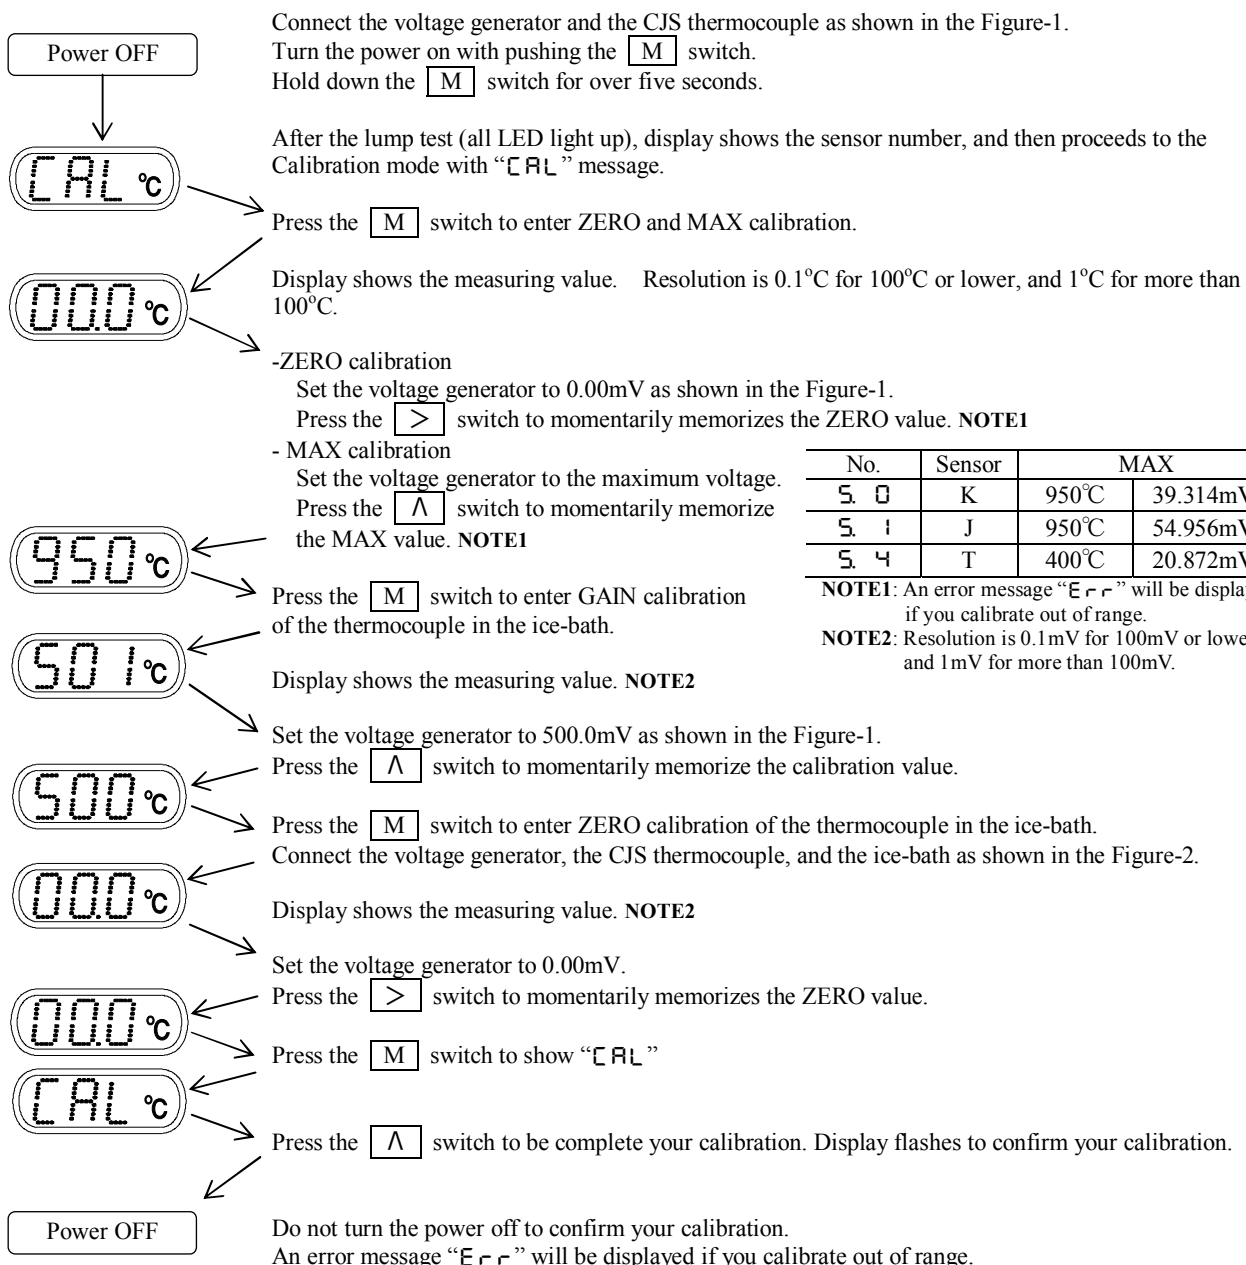 Connect the voltage generator and the CJS thermocouple as shown in the Figure-1.
Power OFF
Turn the power on with pushing the M switch.
Hold down the M switch for over five seconds.
After the lump test (all LED light up), display shows the sensor number, and then proceeds to the
Calibration mode with “CAL” message.
CAL °C
Press the M switch to enter ZERO and MAX calibration.
Display shows the measuring value. Resolution is 0.1°C for 100°C or lower, and 1°C for more than
100°C.
00.0 °C
-ZERO calibration
Set the voltage generator to 0.00mV as shown in the Figure-1.
Press the > switch to momentarily memorizes the ZERO value. NOTE1
- MAX calibration
Set the voltage generator to the maximum voltage.
Press the Λ switch to momentarily memorize
the MAX value. NOTE1
No. Sensor MAX
5. 0 K 950℃ 39.314mV
5. 1 J 950℃ 54.956mV
5. 4 T 400℃ 20.872mV
NOTE1: An error message “Err” will be displa
if you calibrate out of range.
NOTE2: Resolution is 0.1mV for 100mV or lowe
and 1mV for more than 100mV.
950 °C
Press the M switch to enter GAIN calibration
of the thermocouple in the ice-bath.
501 °C
Display shows the measuring value. NOTE2
Set the voltage generator to 500.0mV as shown in the Figure-1.
Press the Λ switch to momentarily memorize the calibration value.
500 °C
Press the M switch to enter ZERO calibration of the thermocouple in the ice-bath.
Connect the voltage generator, the CJS thermocouple, and the ice-bath as shown in the Figure-2.
00.0 °C
Display shows the measuring value. NOTE2
Set the voltage generator to 0.00mV.
Press the > switch to momentarily memorizes the ZERO value.
00.0 °C
Press the M switch to show “CAL”
CAL °C
Press the Λ switch to be complete your calibration. Display flashes to confirm your calibration.
Power OFF
Do not turn the power off to confirm your calibration.
An error message “Err” will be displayed if you calibrate out of range.